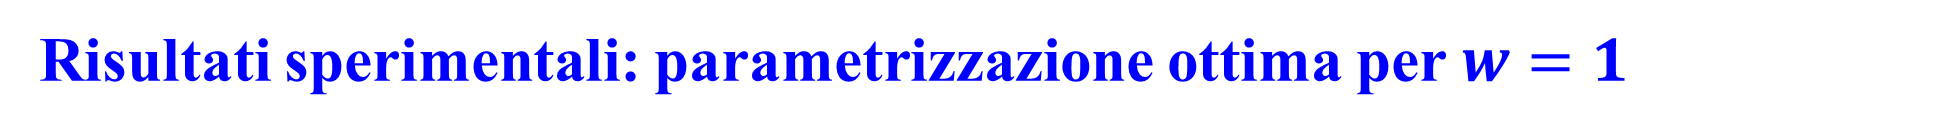 Risultati sperimentali: parametrizzazione ottima per w = 1